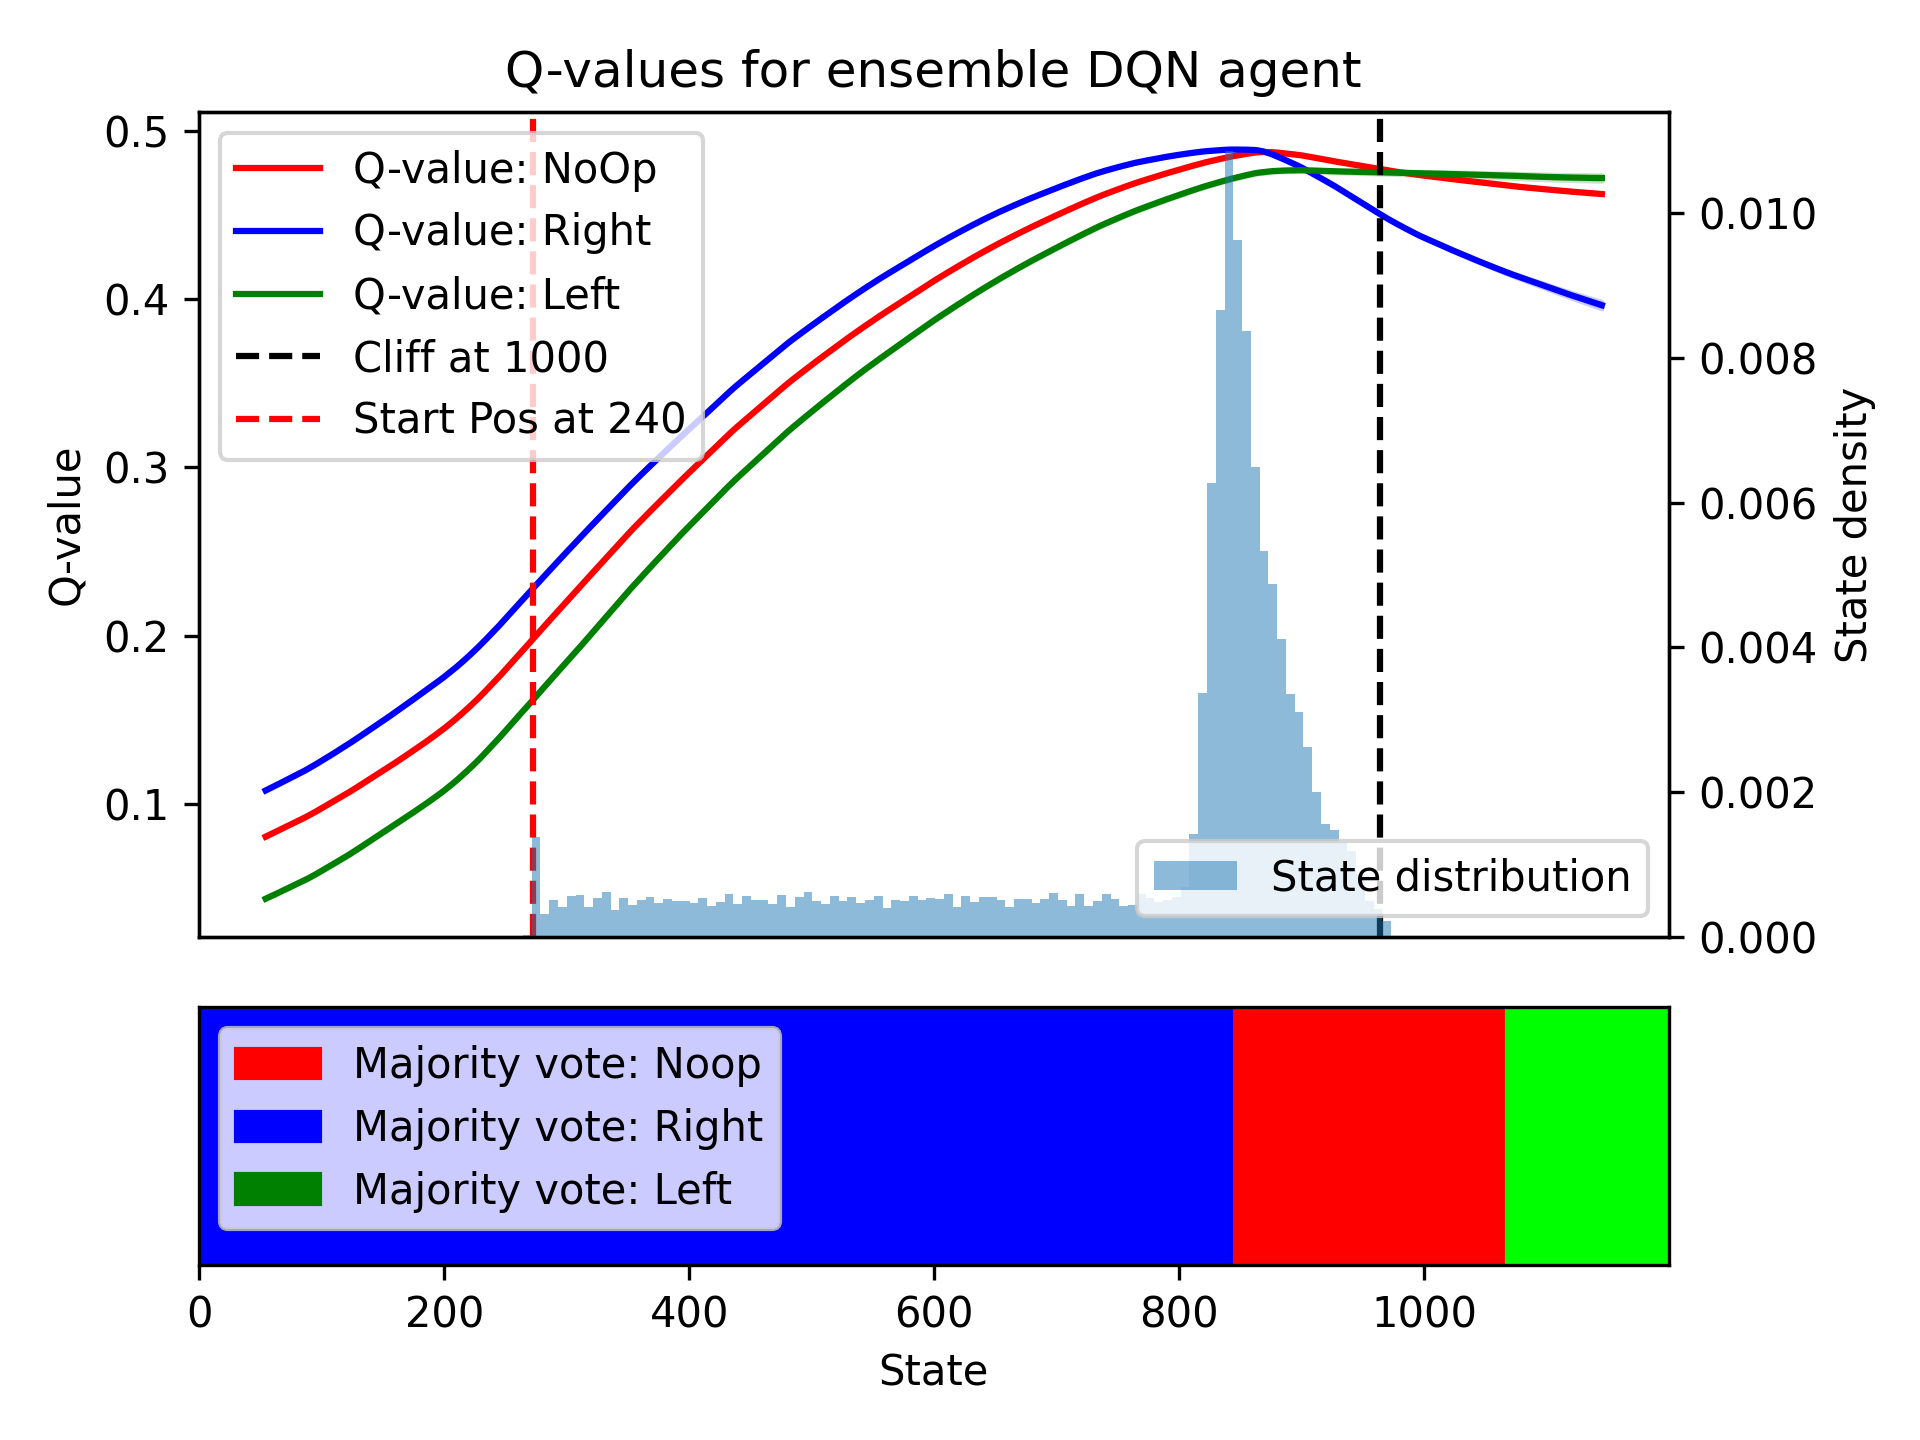 Q-values for ensemble DQN agent
0.5
0.4
0.3
0.2
0.1
Q-value
Q-value: NoOp
Q-value: Right
Q-value: Left
Cliff at 1000
Start Pos at 240
0.010
0.008
0.006
0.004
0.002
0.000
State density
State distribution
Majority vote: Noop
Majority vote: Right
Majority vote: Left
0 200 400 600 800 1000
State